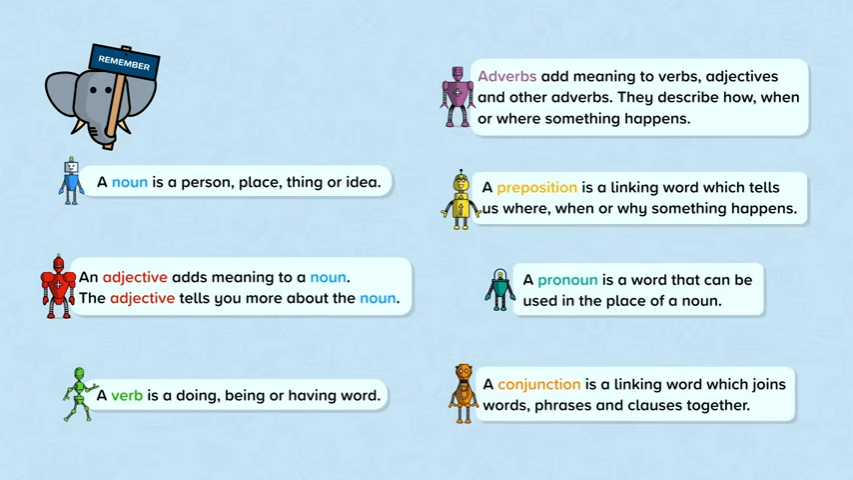 REMEMBER
A noun is a person, place, thing or idea.
An adjective adds meaning to a noun.
The adjective tells you more about the noun.
A verb is a doing, being or having word.
Adverbs add meaning to verbs, adjectives
and other adverbs. They describe how, when
or where something happens.
A preposition is a linking word which tells
us where, when or why something happens.
A pronoun is a word that can be
used in the place of a noun.
A conjunction is a linking word which joins
words, phrases and clauses together.